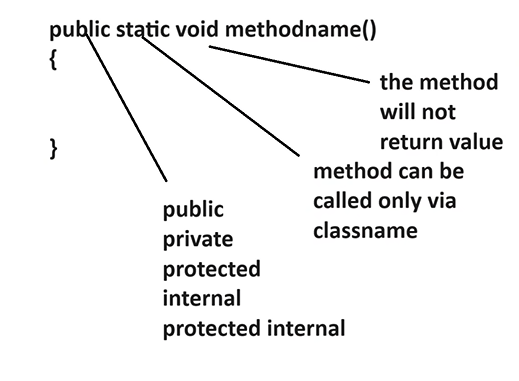 public static void methodname()
{
}
the method
will not
return value
method can be
called only via
classname
public
private
protected
internal
protected internal